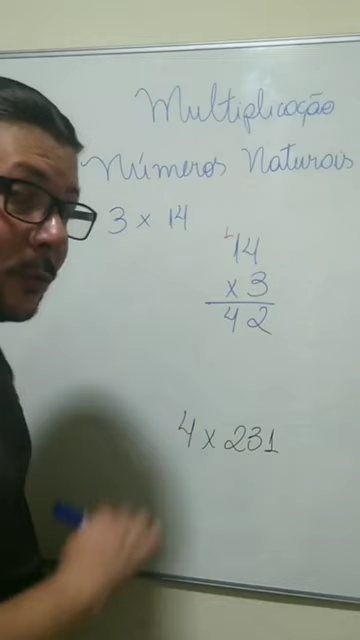 Multiplicação
Números Naturais
3 x 14
1
14
x 3
42
4 x 231